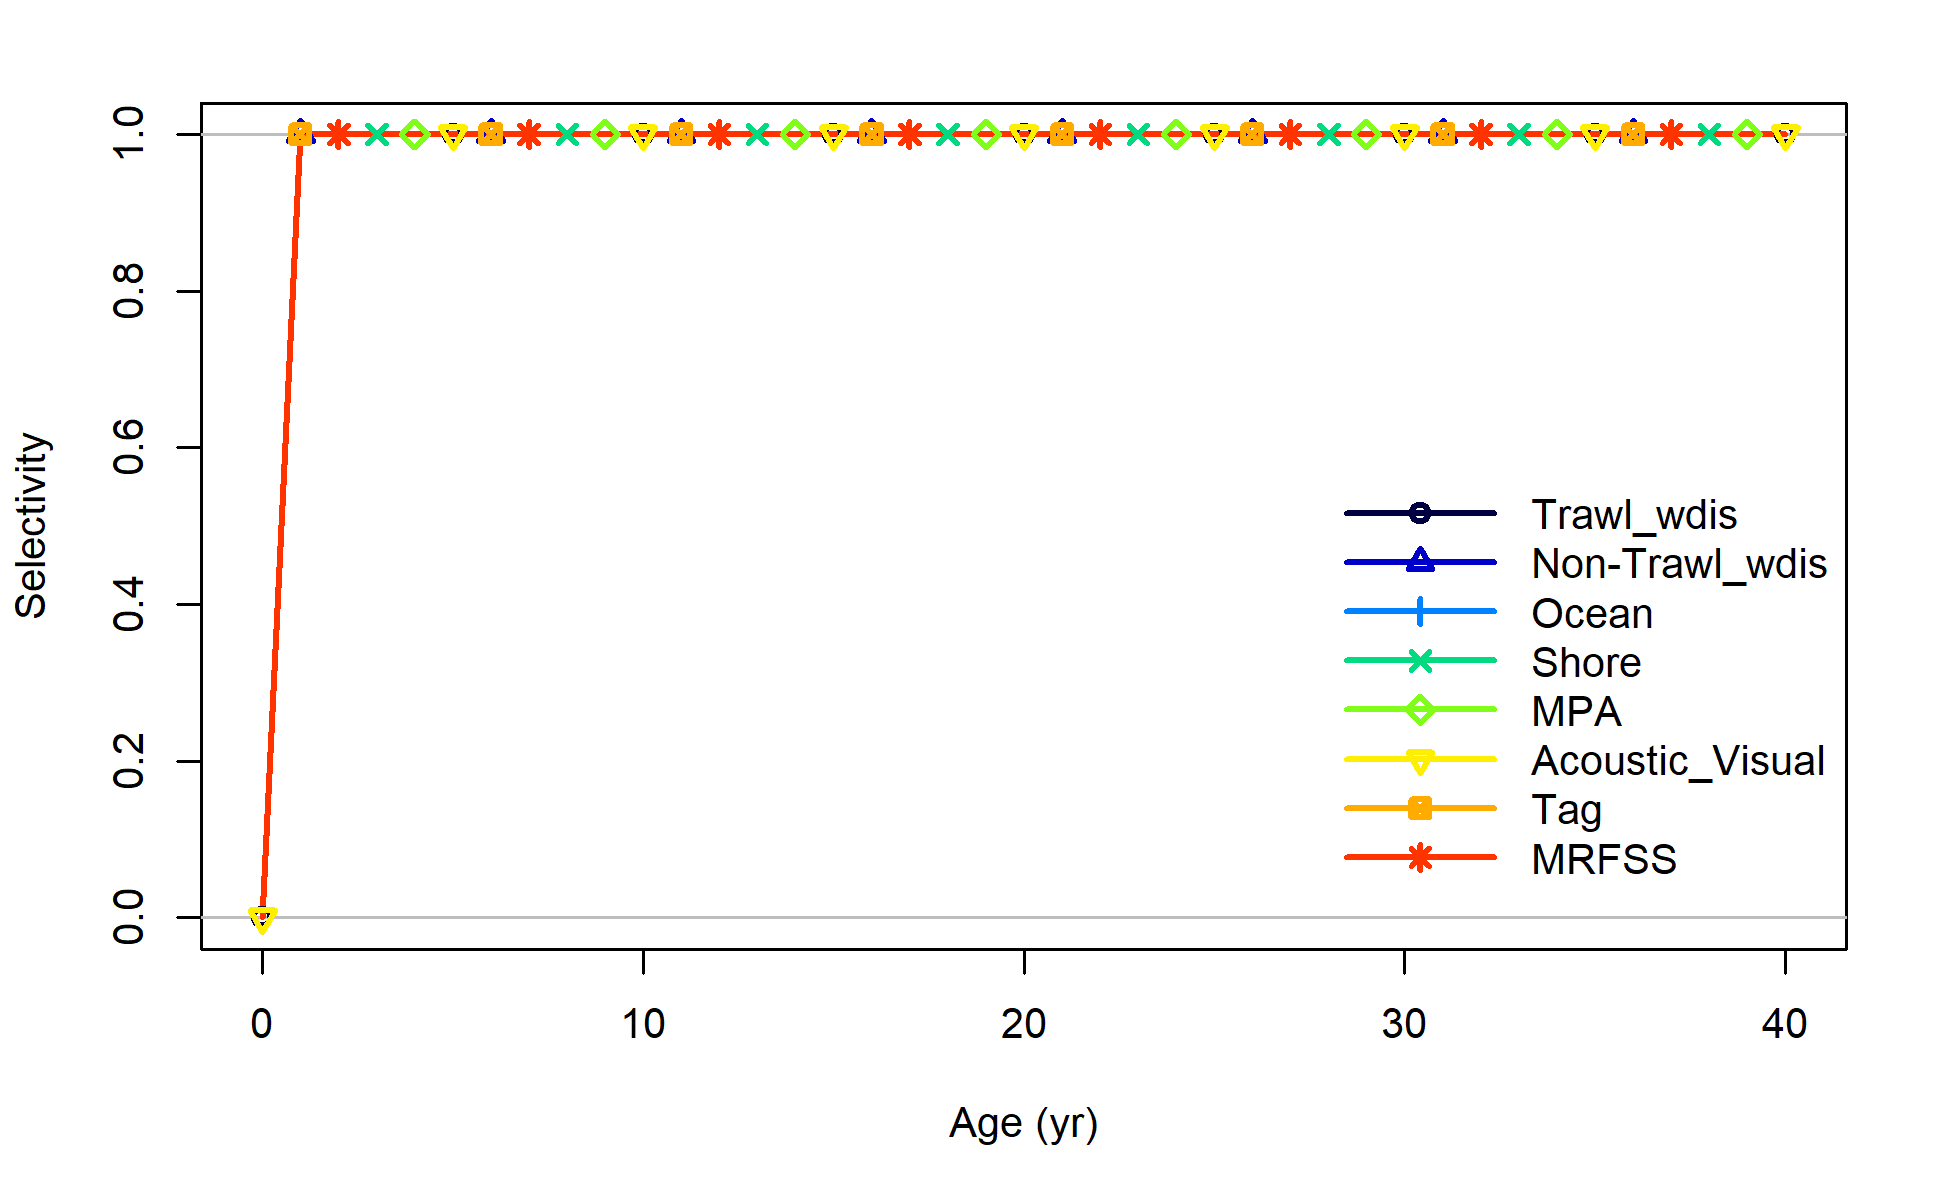 1.0
0.8
0.6
0.4
0.2
0.0
Selectivity
Trawl_wdis
Non-Trawl_wdis
Ocean
Shore
MPA
Acoustic_Visual
Tag
MRFSS
0 10 20 30 40
Age (yr)